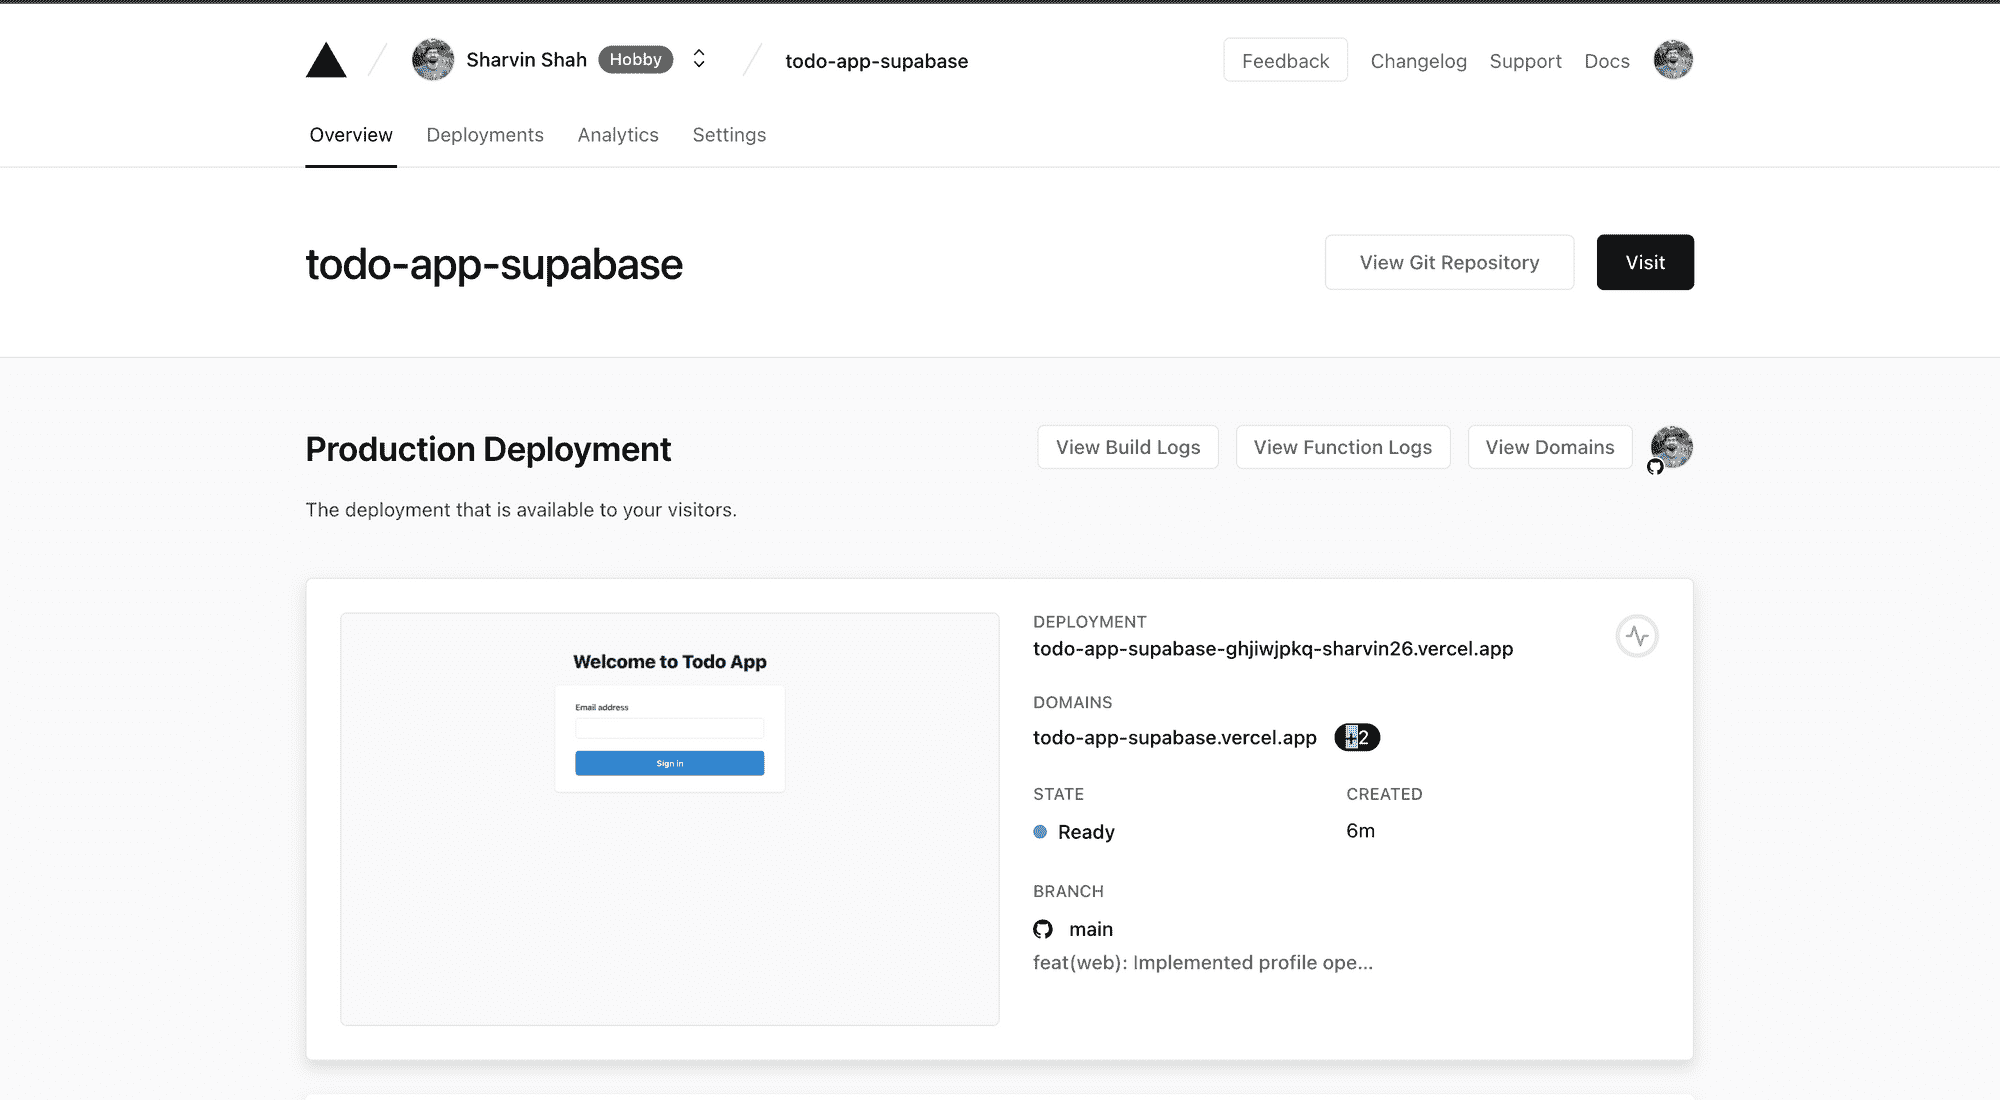 Sharvin Shah Hobby todo-app-supabase Feedback Changelog Support Docs
Overview Deployments Analytics Settings
todo-app-supabase View Git Repository Visit
Production Deployment View Build Logs View Function Logs View Domains
The deployment that is available to your visitors.
Welcome to Todo App
Email address
Sign in
DEPLOYMENT
todo-app-supabase-ghjiwjpkq-sharvin26.vercel.app
DOMAINS
todo-app-supabase.vercel.app +2
STATE CREATED
Ready 6m
BRANCH
main
feat(web): Implemented profile ope...